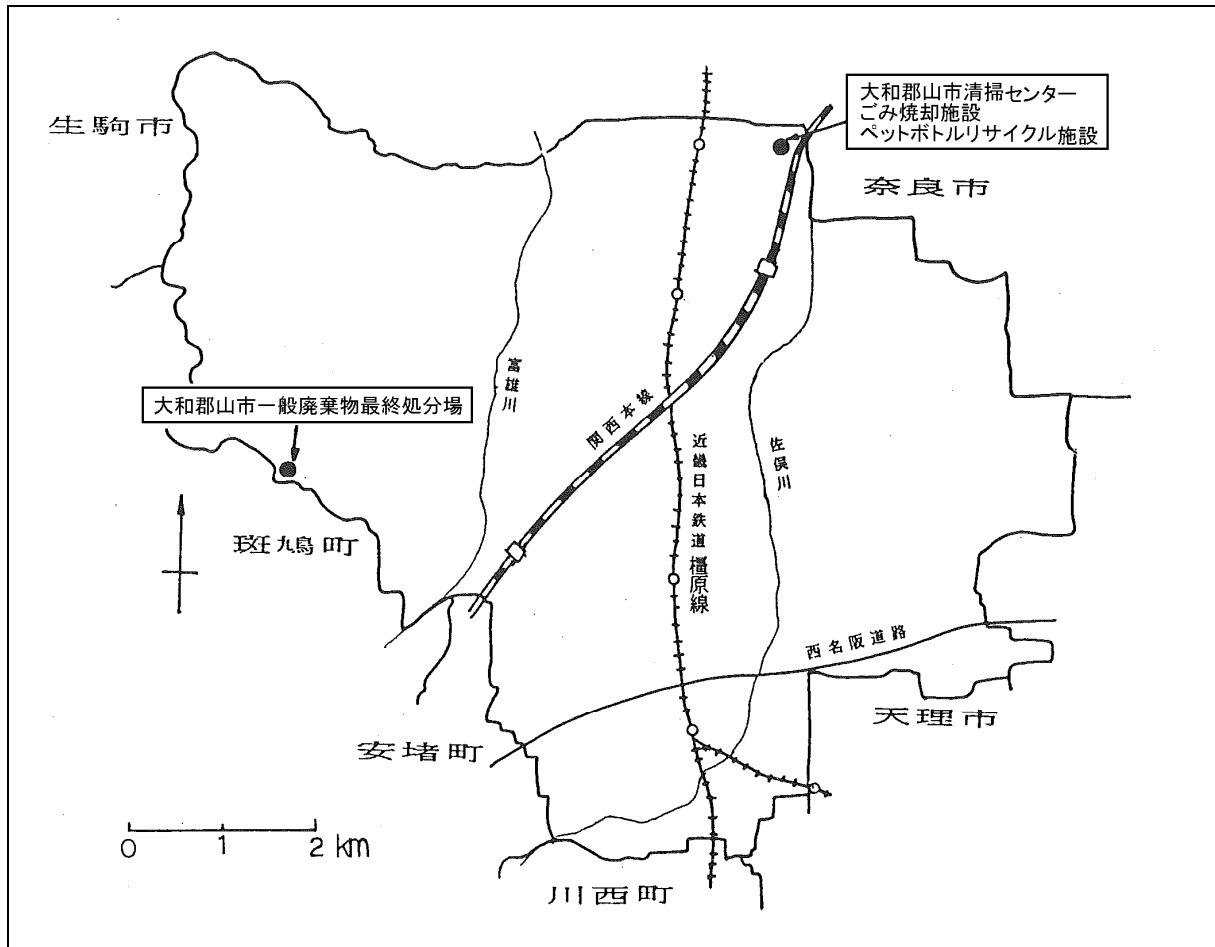 大和郡山市清掃センター
ごみ焼却施設
ペットボトルリサイクル施設
生駒市
奈良市
富雄川
大和郡山市一般廃棄物最終処分場
関西本線
近畿日本鉄道橿原線
佐保川
斑鳩町
西名阪道路
天理市
安堵町
0 1 2 km
川西町